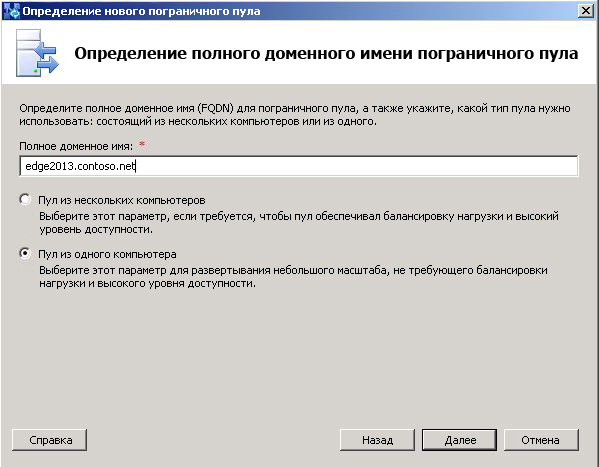 Определение нового пограничного пула
Определение полного доменного имени пограничного пула
Определите полное доменное имя (FQDN) для пограничного пула, а также укажите, какой тип пула нужно
использовать: состоящий из нескольких компьютеров или из одного.
Полное доменное имя: *
edge2013.contoso.net
Пул из нескольких компьютеров
Выберите этот параметр, если требуется, чтобы пул обеспечивал балансировку нагрузки и высокий
уровень доступности.
Пул из одного компьютера
Выберите этот параметр для развертывания небольшого масштаба, не требующего балансировки
нагрузки и высокого уровня доступности.
Справка Назад Далее Отмена